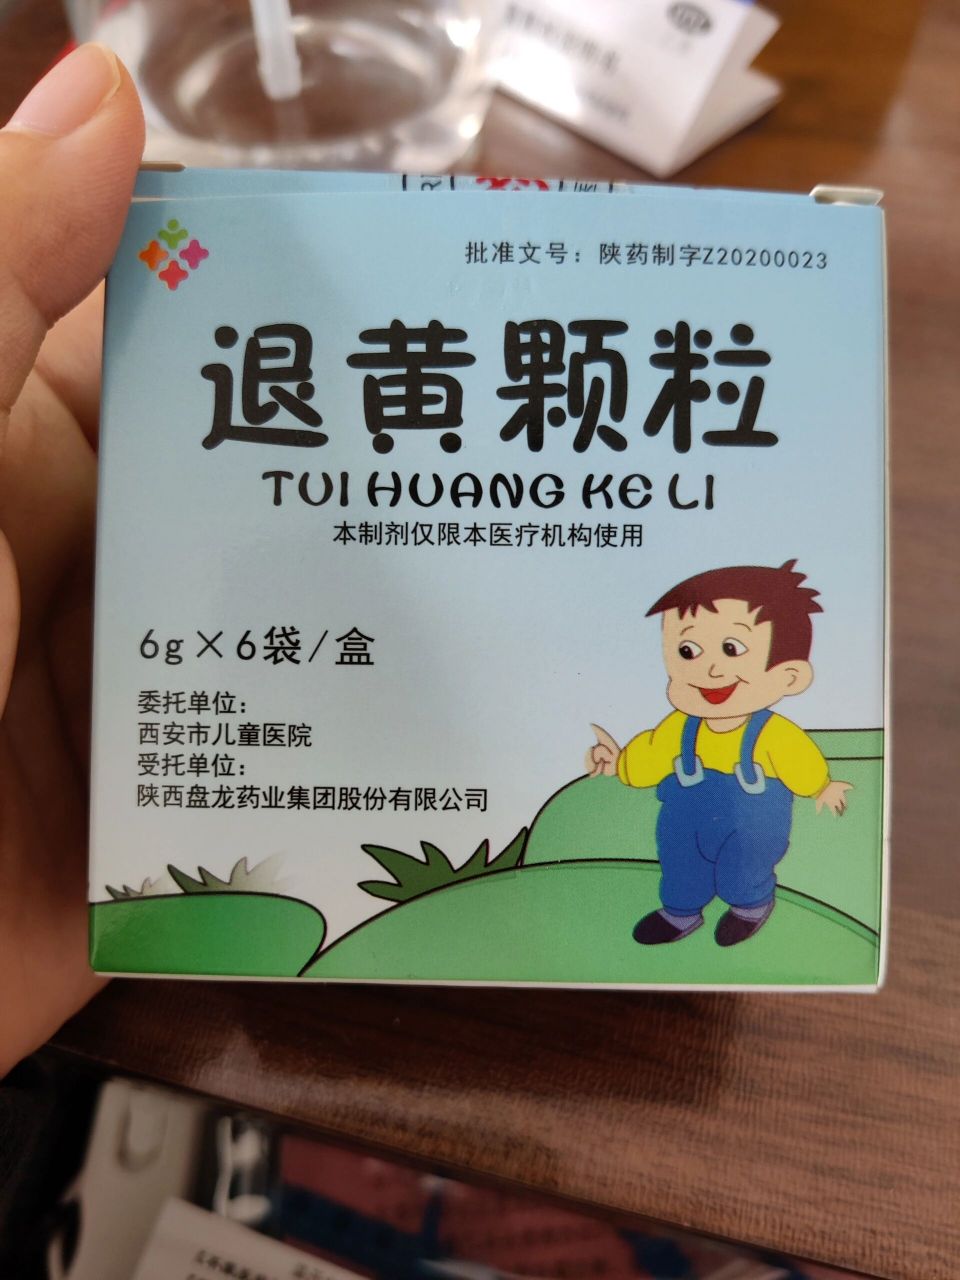 批准文号：陕药制字Z20200023
退黄颗粒
TUI HUANG KE LI
本制剂仅限本医疗机构使用
6g×6袋/盒
委托单位：
西安市儿童医院
受托单位：
陕西盘龙药业集团股份有限公司